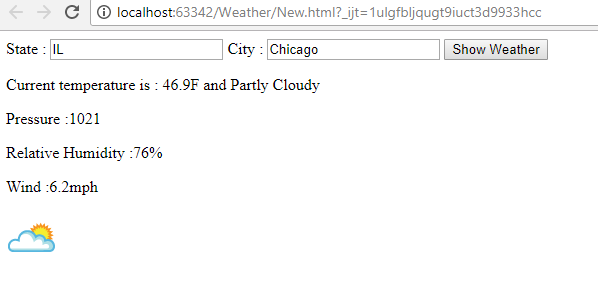 localhost:63342/Weather/New.html?_ijt=1ulgfbljqugt9iuct3d9933hcc
State : IL City : Chicago Show Weather
Current temperature is : 46.9F and Partly Cloudy
Pressure :1021
Relative Humidity :76%
Wind :6.2mph